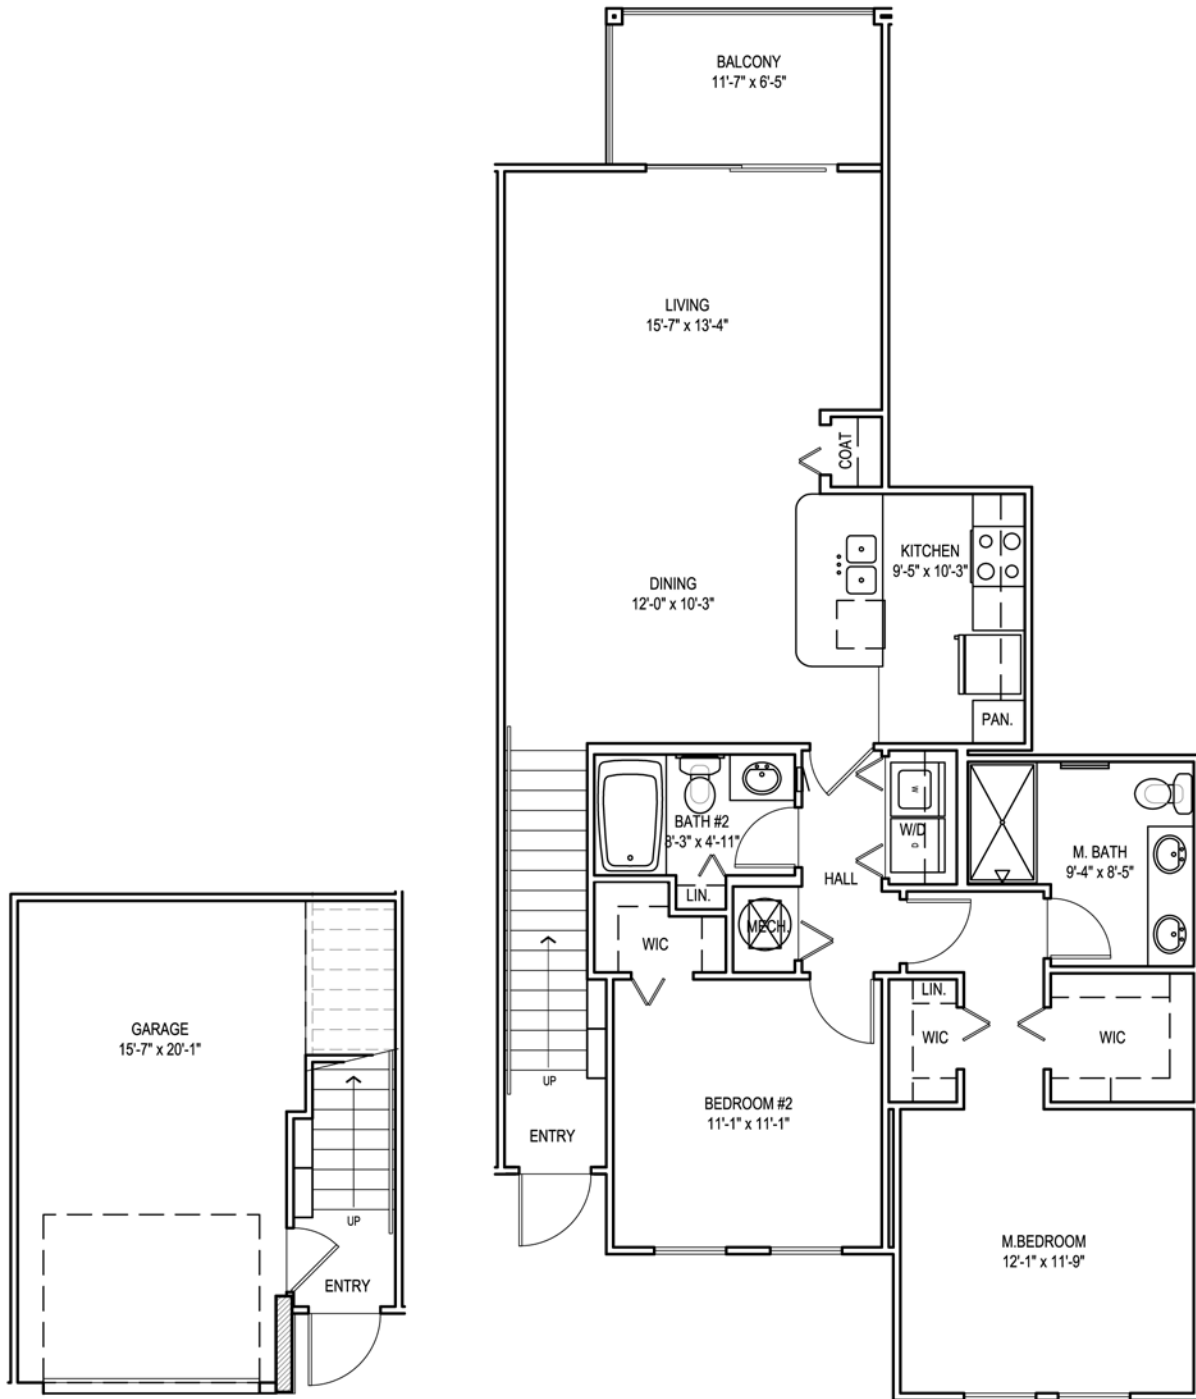 BALCONY
11'-7" x 6'-5"
LIVING
15'-7" x 13'-4"
COAT
KITCHEN
9'-5" x 10'-3"
DINING
12'-0" x 10'-3"
PAN.
W
W/D
D
BATH #2
8'-3" x 4'-11"
LIN.
HALL
M. BATH
9'-4" x 8'-5"
MECH.
WIC
LIN.
WIC
WIC
UP
ENTRY
BEDROOM #2
11'-1" x 11'-1"
M.BEDROOM
12'-1" x 11'-9"
GARAGE
15'-7" x 20'-1"
UP
ENTRY